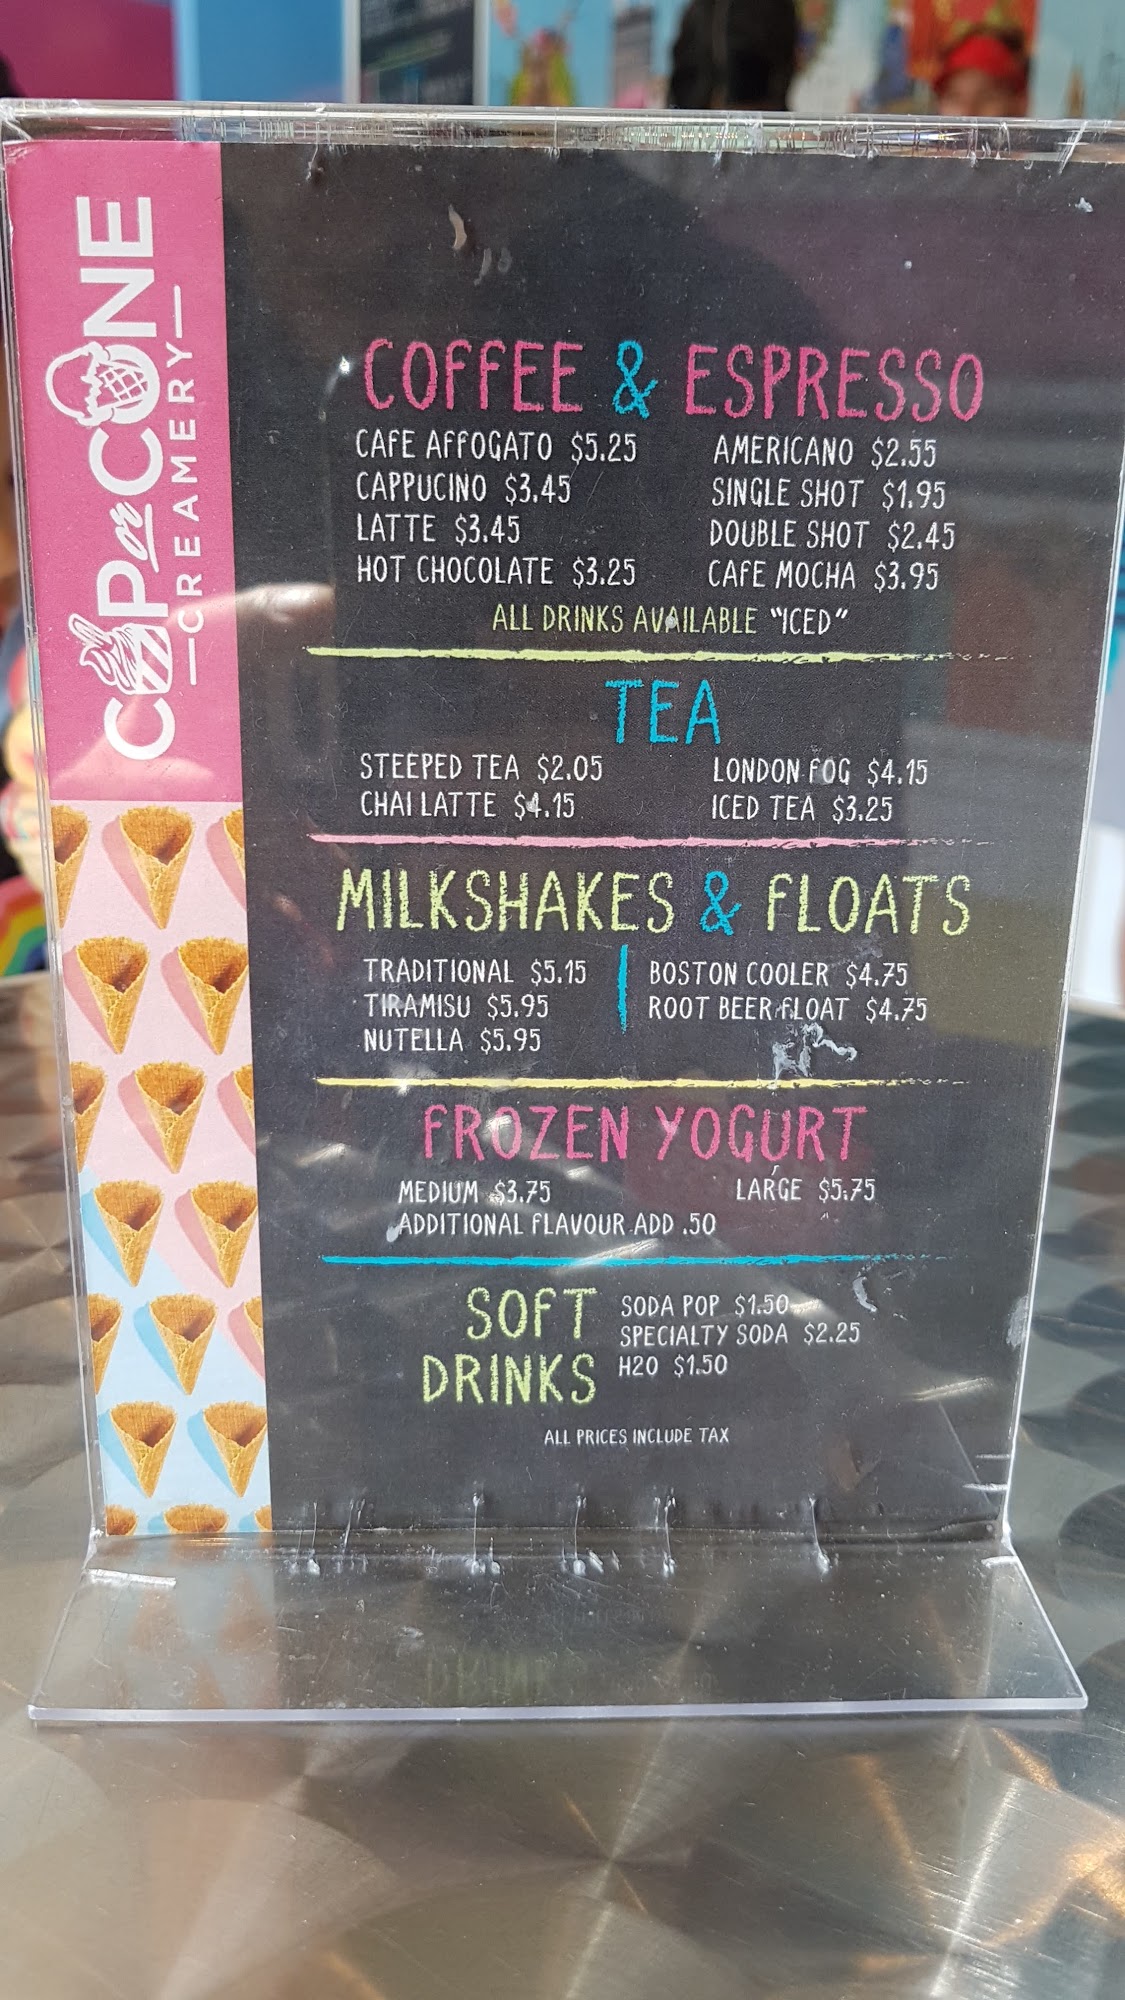 CUP or CONE
CREAMERY
COFFEE & ESPRESSO
CAFE AFFOGATO $5.25
CAPPUCINO $3.45
LATTE $3.45
HOT CHOCOLATE $3.25
AMERICANO $2.55
SINGLE SHOT $1.95
DOUBLE SHOT $2.45
CAFE MOCHA $3.95
ALL DRINKS AVAILABLE "ICED"
TEA
STEEPED TEA $2.05
CHAI LATTE $4.15
LONDON FOG $4.15
ICED TEA $3.25
MILKSHAKES & FLOATS
TRADITIONAL $5.15
TIRAMISU $5.95
NUTELLA $5.95
BOSTON COOLER $4.75
ROOT BEER FLOAT $4.75
FROZEN YOGURT
MEDIUM $3.75
LARGE $5.75
ADDITIONAL FLAVOUR ADD .50
SOFT
DRINKS
SODA POP $1.50
SPECIALTY SODA $2.25
H2O $1.50
ALL PRICES INCLUDE TAX